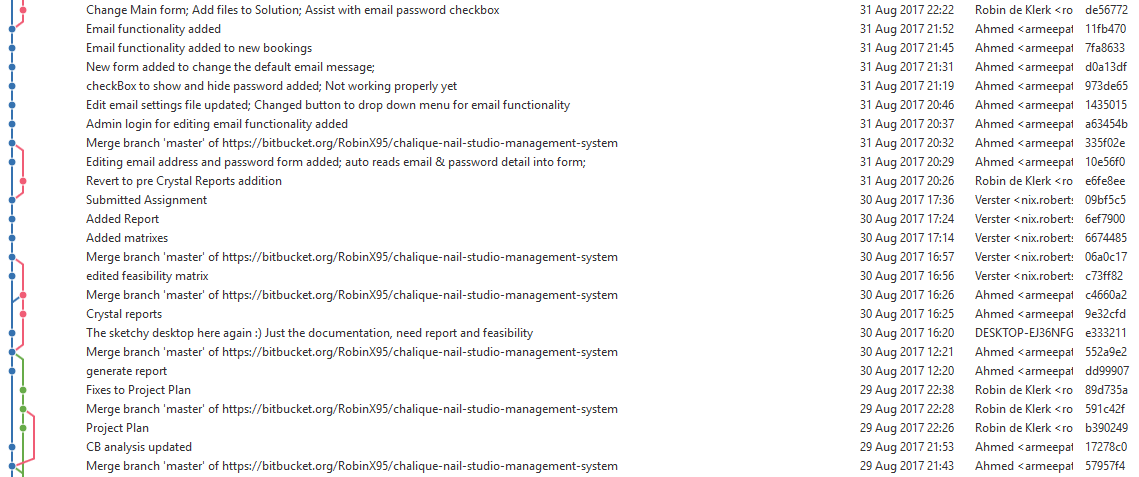 Change Main form; Add files to Solution; Assist with email password checkbox 31 Aug 2017 22:22 Robin de Klerk <ro de56772
Email functionality added 31 Aug 2017 21:52 Ahmed <armeepat 11fb470
Email functionality added to new bookings 31 Aug 2017 21:45 Ahmed <armeepat 7fa8633
New form added to change the default email message; 31 Aug 2017 21:31 Ahmed <armeepat d0a13df
checkBox to show and hide password added; Not working properly yet 31 Aug 2017 21:19 Ahmed <armeepat 973de65
Edit email settings file updated; Changed button to drop down menu for email functionality 31 Aug 2017 20:46 Ahmed <armeepat 1435015
Admin login for editing email functionality added 31 Aug 2017 20:37 Ahmed <armeepat a63454b
Merge branch 'master' of https://bitbucket.org/RobinX95/chalique-nail-studio-management-system 31 Aug 2017 20:32 Ahmed <armeepat 335f02e
Editing email address and password form added; auto reads email & password detail into form; 31 Aug 2017 20:29 Ahmed <armeepat 10e56f0
Revert to pre Crystal Reports addition 31 Aug 2017 20:26 Robin de Klerk <ro e6fe8ee
Submitted Assignment 30 Aug 2017 17:36 Verster <nix.roberts 09bf5c5
Added Report 30 Aug 2017 17:24 Verster <nix.roberts 6ef7900
Added matrixes 30 Aug 2017 17:14 Verster <nix.roberts 6674485
Merge branch 'master' of https://bitbucket.org/RobinX95/chalique-nail-studio-management-system 30 Aug 2017 16:57 Verster <nix.roberts 06a0c17
edited feasibility matrix 30 Aug 2017 16:56 Verster <nix.roberts c73ff82
Merge branch 'master' of https://bitbucket.org/RobinX95/chalique-nail-studio-management-system 30 Aug 2017 16:26 Ahmed <armeepat c4660a2
Crystal reports 30 Aug 2017 16:25 Ahmed <armeepat 9e32cfd
The sketchy desktop here again :) Just the documentation, need report and feasibility 30 Aug 2017 16:20 DESKTOP-EJ36NFG e333211
Merge branch 'master' of https://bitbucket.org/RobinX95/chalique-nail-studio-management-system 30 Aug 2017 12:21 Ahmed <armeepat 552a9e2
generate report 30 Aug 2017 12:20 Ahmed <armeepat dd99907
Fixes to Project Plan 29 Aug 2017 22:38 Robin de Klerk <ro 89d735a
Merge branch 'master' of https://bitbucket.org/RobinX95/chalique-nail-studio-management-system 29 Aug 2017 22:28 Robin de Klerk <ro 591c42f
Project Plan 29 Aug 2017 22:26 Robin de Klerk <ro b390249
CB analysis updated 29 Aug 2017 21:53 Ahmed <armeepat 17278c0
Merge branch 'master' of https://bitbucket.org/RobinX95/chalique-nail-studio-management-system 29 Aug 2017 21:43 Ahmed <armeepat 57957f4